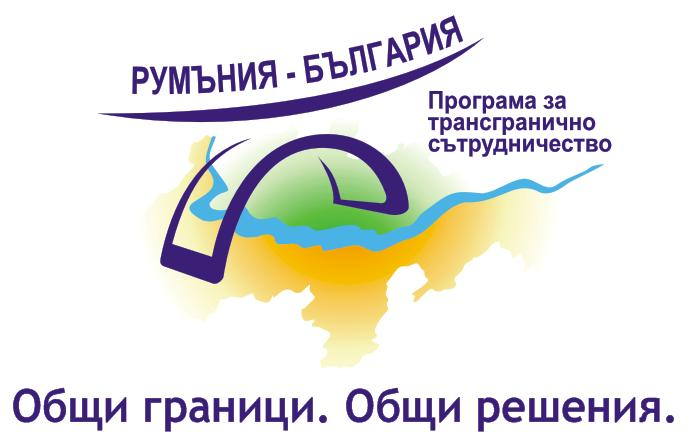 РУМЪНИЯ - БЪЛГАРИЯ
Програма за
трансгранично
сътрудничество
Общи граници. Общи решения.